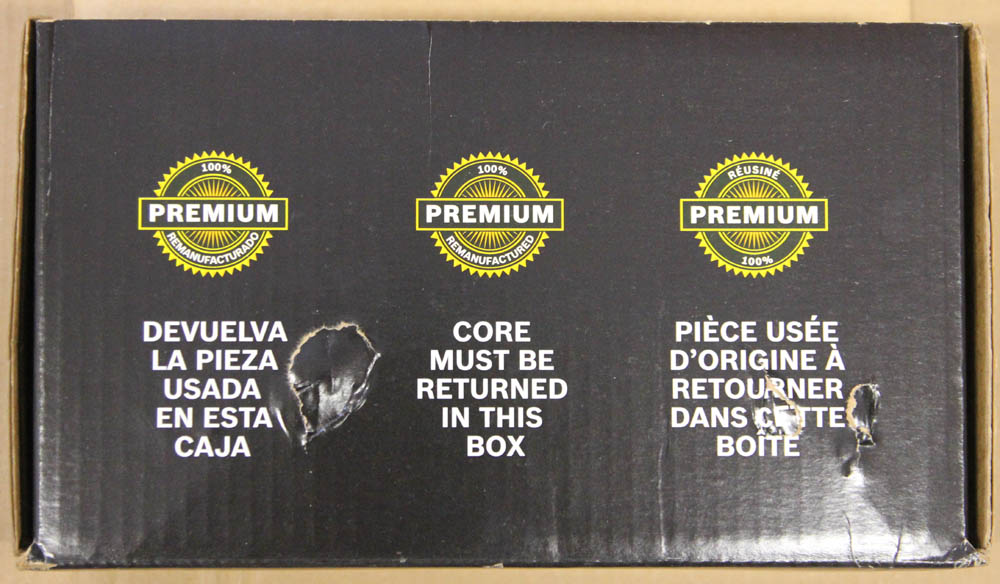 100%
PREMIUM
REMANUFACTURADO
DEVUELVA
LA PIEZA
USADA
EN ESTA
CAJA
100%
PREMIUM
REMANUFACTURED
CORE
MUST BE
RETURNED
IN THIS
BOX
RÉUSINÉ
PREMIUM
100%
PIÈCE USÉE
D'ORIGINE À
RETOURNER
DANS CETTE
BOÎTE